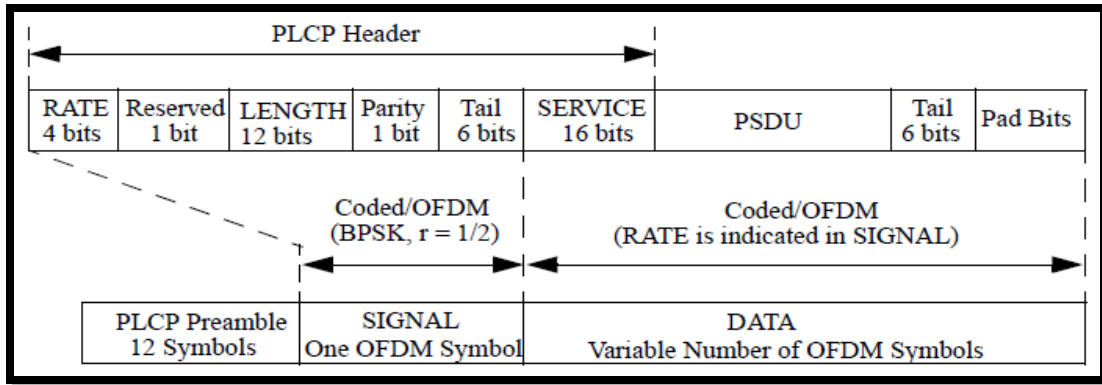 PLCP Header
RATE Reserved LENGTH Parity Tail SERVICE PSDU Tail Pad Bits
4 bits 1 bit 12 bits 1 bit 6 bits 16 bits 6 bits
Coded/OFDM Coded/OFDM
(BPSK, r = 1/2) (RATE is indicated in SIGNAL)
PLCP Preamble SIGNAL DATA
12 Symbols One OFDM Symbol Variable Number of OFDM Symbols